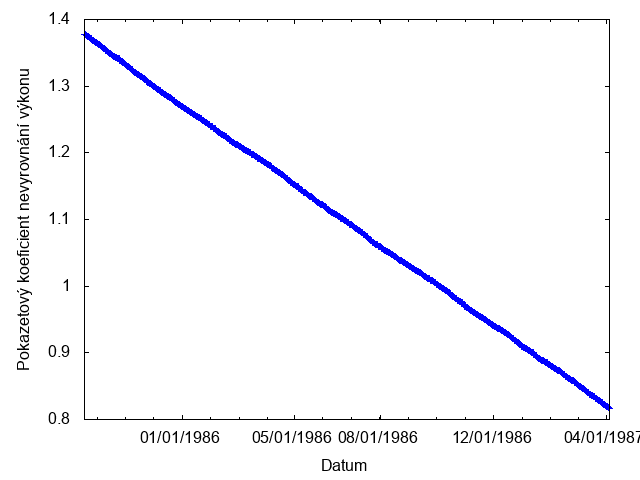 1.4
1.3
1.2
1.1
1
0.9
0.8
Pokazetový koeficient nevyrovnání výkonu
01/01/1986 05/01/1986 08/01/1986 12/01/1986 04/01/1987
Datum